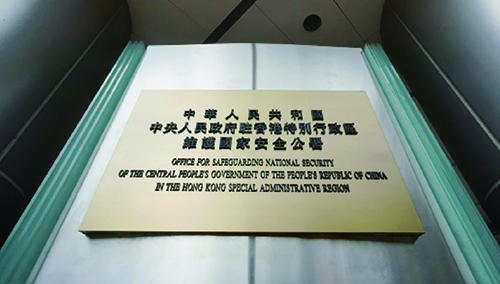 中華人民共和國
中央人民政府駐香港特別行政區
維護國家安全公署
OFFICE FOR SAFEGUARDING NATIONAL SECURITY
OF THE CENTRAL PEOPLE'S GOVERNMENT OF THE PEOPLE'S REPUBLIC OF CHINA
IN THE HONG KONG SPECIAL ADMINISTRATIVE REGION